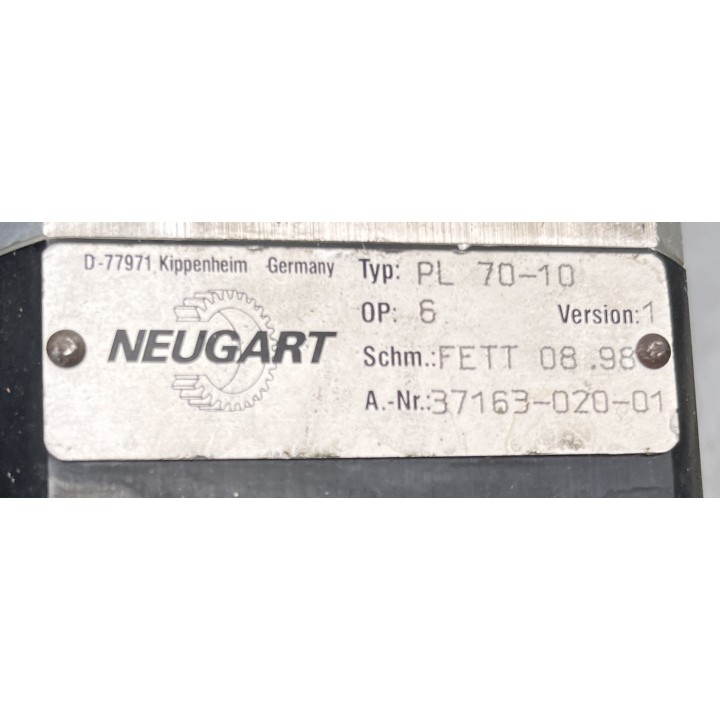 D-77971 Kippenheim Germany
NEUGART
Typ: PL 70-10
OP: 6 Version: 1
Schm.: FETT 08.98
A.-Nr.: 37163-020-01